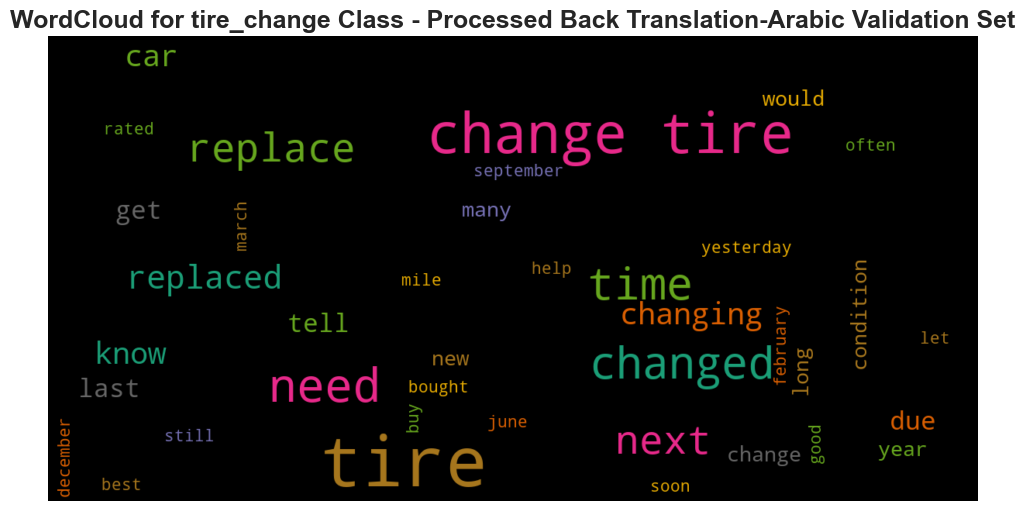 WordCloud for tire_change Class - Processed Back Translation-Arabic Validation Set
car
would
rated
replace
change tire
often
september
get
march
many
yesterday
replaced
mile
help
time
condition
changing
tell
february
let
know
new
changed
long
last
need
bought
buy
june
due
still
next
good
year
december
tire
change
best
soon